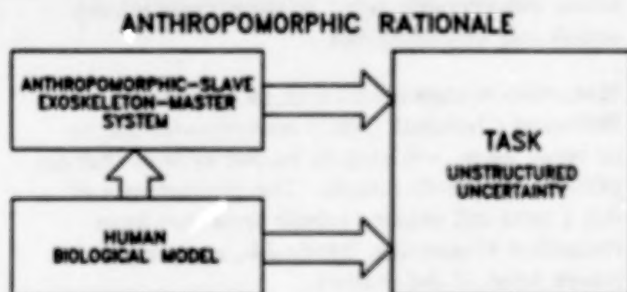 ANTHROPOMORPHIC RATIONALE
ANTHROPOMORPHIC-SLAVE
EXOSKELETON-MASTER
SYSTEM
TASK
UNSTRUCTURED
UNCERTAINTY
HUMAN
BIOLOGICAL MODEL